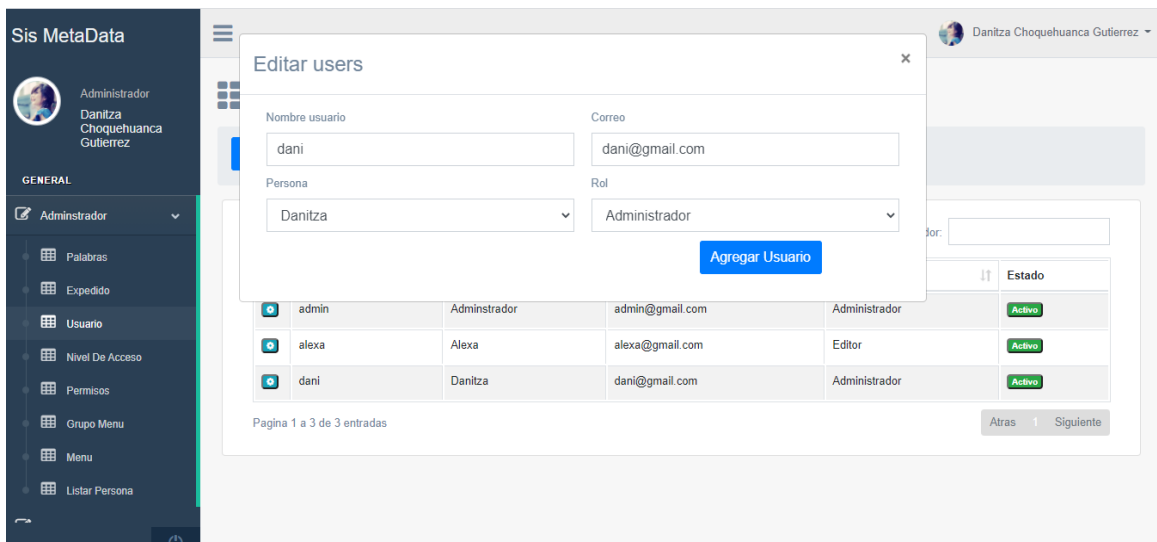 Sis MetaData
Danitza Choquehuanca Gutierrez
Administrador
Danitza
Choquehuanca
Gutierrez
GENERAL
Adminstrador
Palabras
Expedido
Usuario
Nivel De Acceso
Permisos
Grupo Menu
Menu
Listar Persona
Editar users
×
Nombre usuario Correo
dani dani@gmail.com
Persona Rol
Danitza Administrador
Agregar Usuario
dor:
Estado
admin Adminstrador admin@gmail.com Administrador Activo
alexa Alexa alexa@gmail.com Editor Activo
dani Danitza dani@gmail.com Administrador Activo
Pagina 1 a 3 de 3 entradas
Atras 1 Siguiente